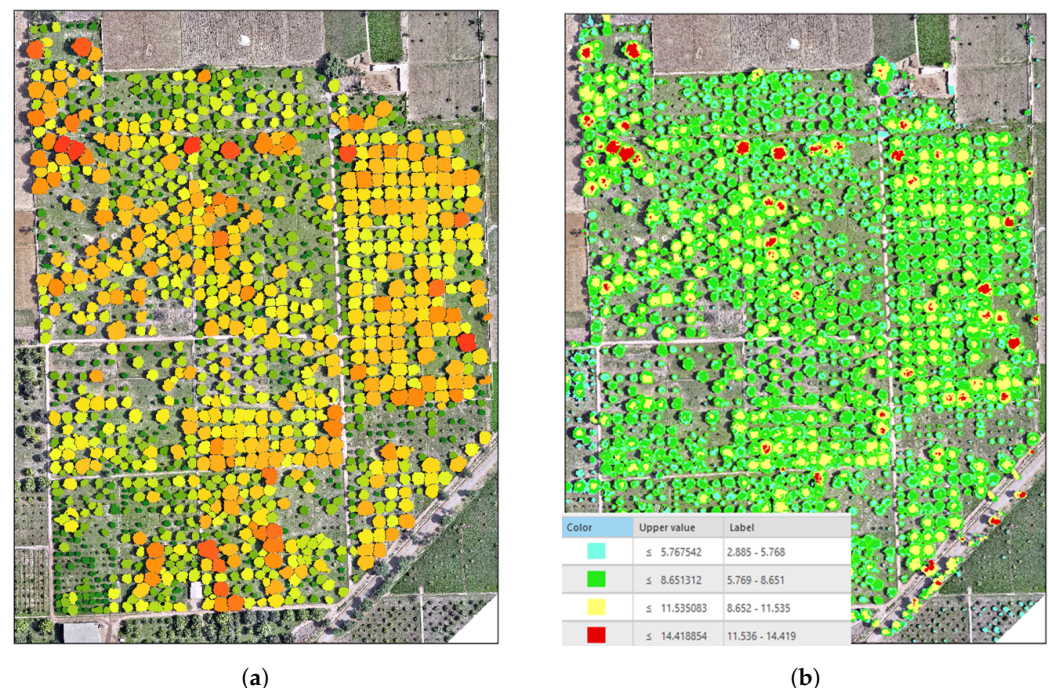 Color Upper value Label
≤ 5.767542 2.885 - 5.768
≤ 8.651312 5.769 - 8.651
≤ 11.535083 8.652 - 11.535
≤ 14.418854 11.536 - 14.419
(a) (b)